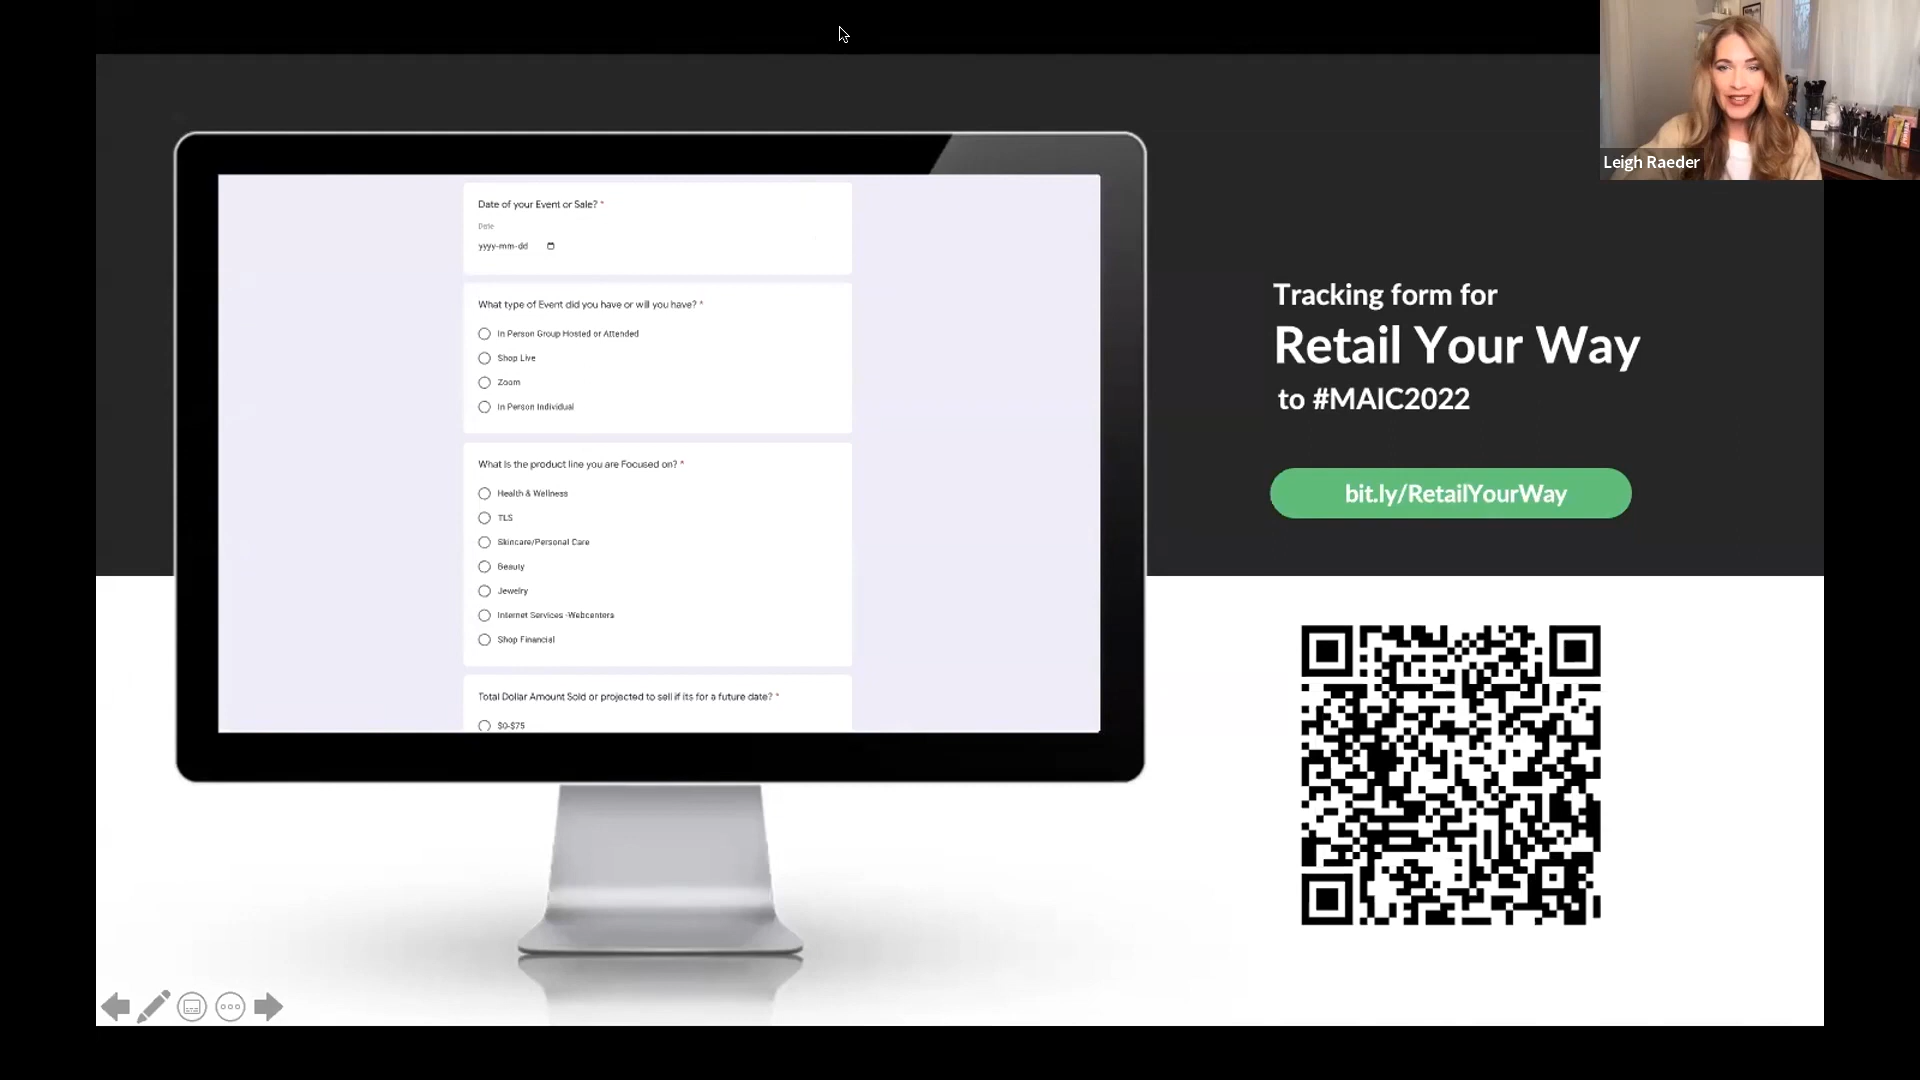 Leigh Raeder
Date of your Event or Sale? *
Date
yyyy-mm-dd
What type of Event did you have or will you have? *
In Person Group Hosted or Attended
Shop Live
Zoom
In Person Individual
What is the product line you are Focused on? *
Health & Wellness
TLS
Skincare/Personal Care
Beauty
Jewelry
Internet Services -Webcenters
Shop Financial
Total Dollar Amount Sold or projected to sell if its for a future date? *
$0-$75
Tracking form for
Retail Your Way
to #MAIC2022
bit.ly/RetailYourWay